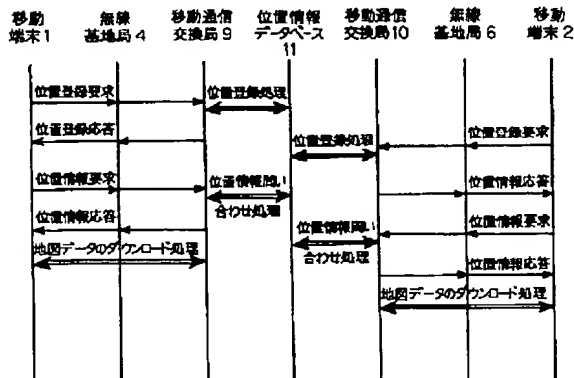 移動 無線 移動通信 位置情報 移動通信 無線 移動
端末1 基地局4 交換局9 データベース 交換局10 基地局6 端末2
11
位置登録要求
位置登録処理
位置登録応答
位置登録処理
位置登録要求
位置情報要求
位置情報問い
合わせ処理
位置情報応答
位置情報応答
位置情報問い
合わせ処理
位置情報要求
地図データのダウンロード処理
位置情報応答
地図データのダウンロード処理